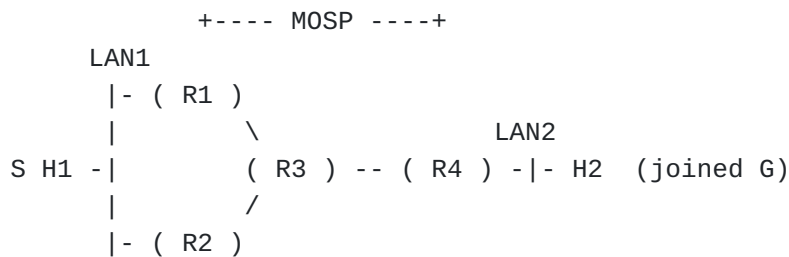 +---- MOSP ----+
LAN1
|- ( R1 )
| \ LAN2
S H1 -| ( R3 ) -- ( R4 ) -|- H2 (joined G)
| /
|- ( R2 )